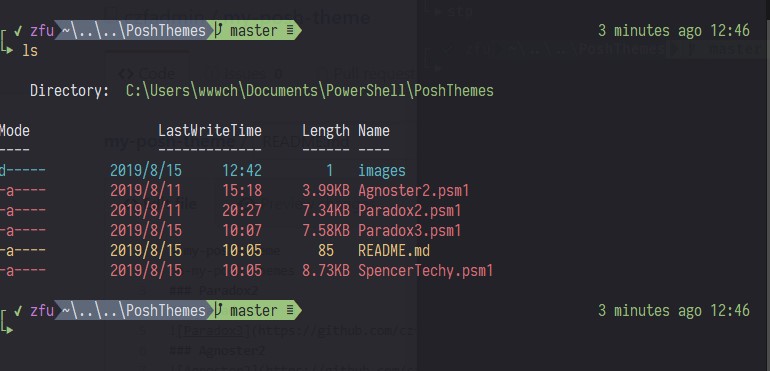 ✔ zfu ~\..\..\PoshThemes master ≡ 3 minutes ago 12:46
ls
Directory: C:\Users\wwwch\Documents\PowerShell\PoshThemes
Mode LastWriteTime Length Name
---- ------------- ------ ----
d----- 2019/8/15 12:42 1 images
-a---- 2019/8/11 15:18 3.99KB Agnoster2.psm1
-a---- 2019/8/11 20:27 7.34KB Paradox2.psm1
-a---- 2019/8/15 10:07 7.58KB Paradox3.psm1
-a---- 2019/8/15 10:05 85 README.md
-a---- 2019/8/15 10:05 8.73KB SpencerTechy.psm1
### Paradox2
✔ zfu ~\..\..\PoshThemes master ≡ 3 minutes ago 12:46
### Agnoster2